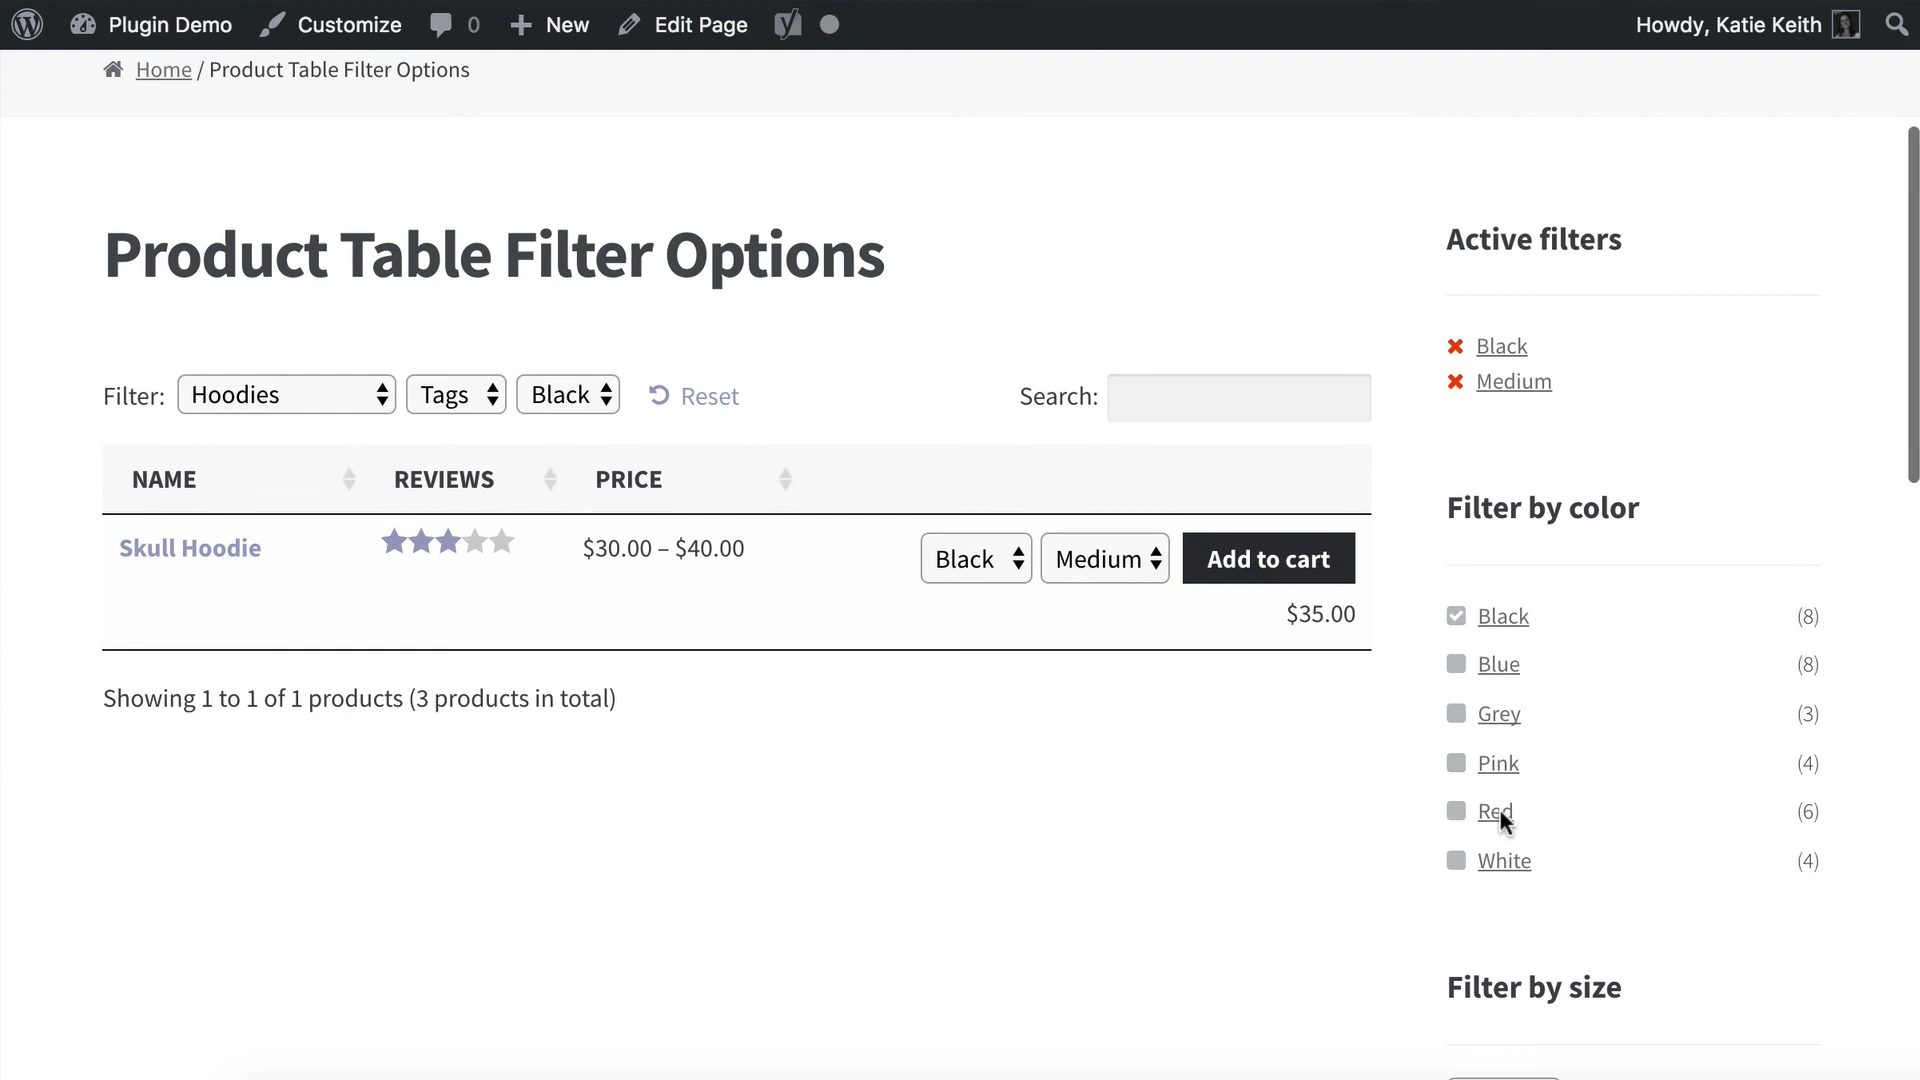 Plugin Demo Customize 0 New Edit Page Howdy, Katie Keith
Home / Product Table Filter Options
Product Table Filter Options
Filter: Hoodies Tags Black Reset Search:
NAME REVIEWS PRICE
Skull Hoodie $30.00 – $40.00 Black Medium Add to cart
$35.00
Showing 1 to 1 of 1 products (3 products in total)
Active filters
Black
Medium
Filter by color
Black (8)
Blue (8)
Grey (3)
Pink (4)
Red (6)
White (4)
Filter by size